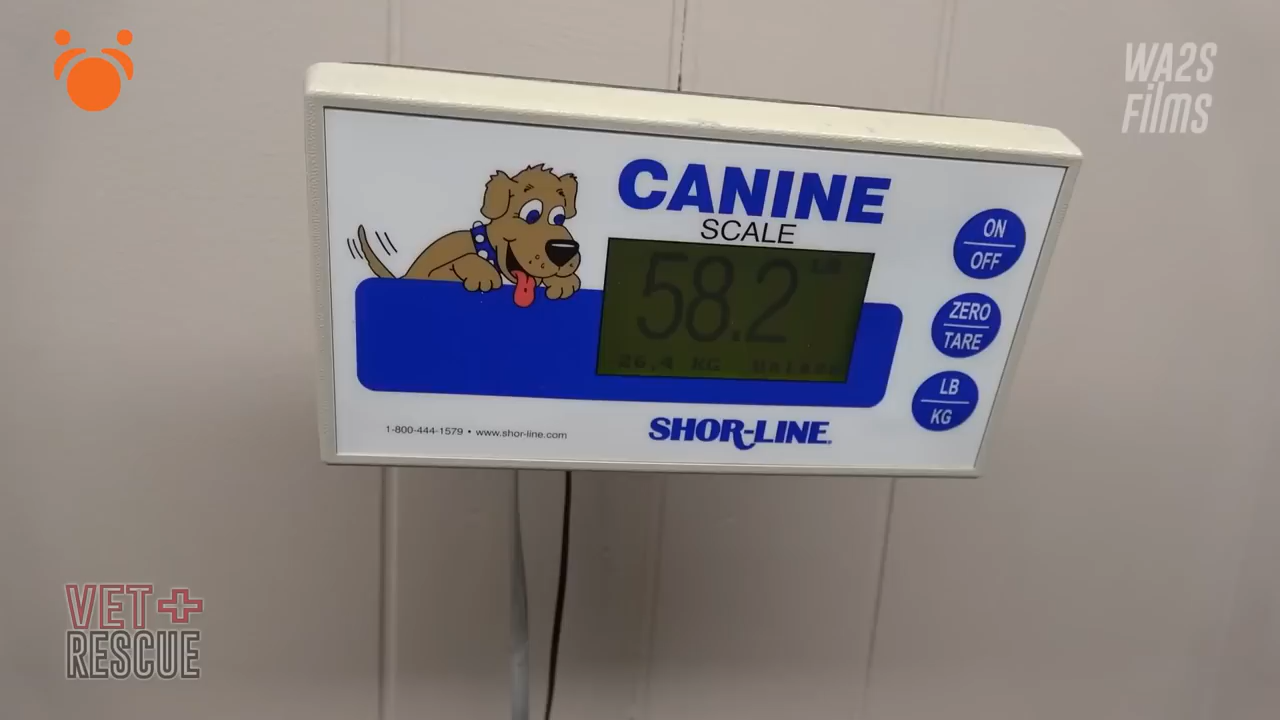 WA2S
Films
CANINE
SCALE
ON
OFF
58.2 LB
ZERO
TARE
26.4 KG
LB
KG
1-800-444-1579 • www.shor-line.com
SHOR-LINE
VET
RESCUE